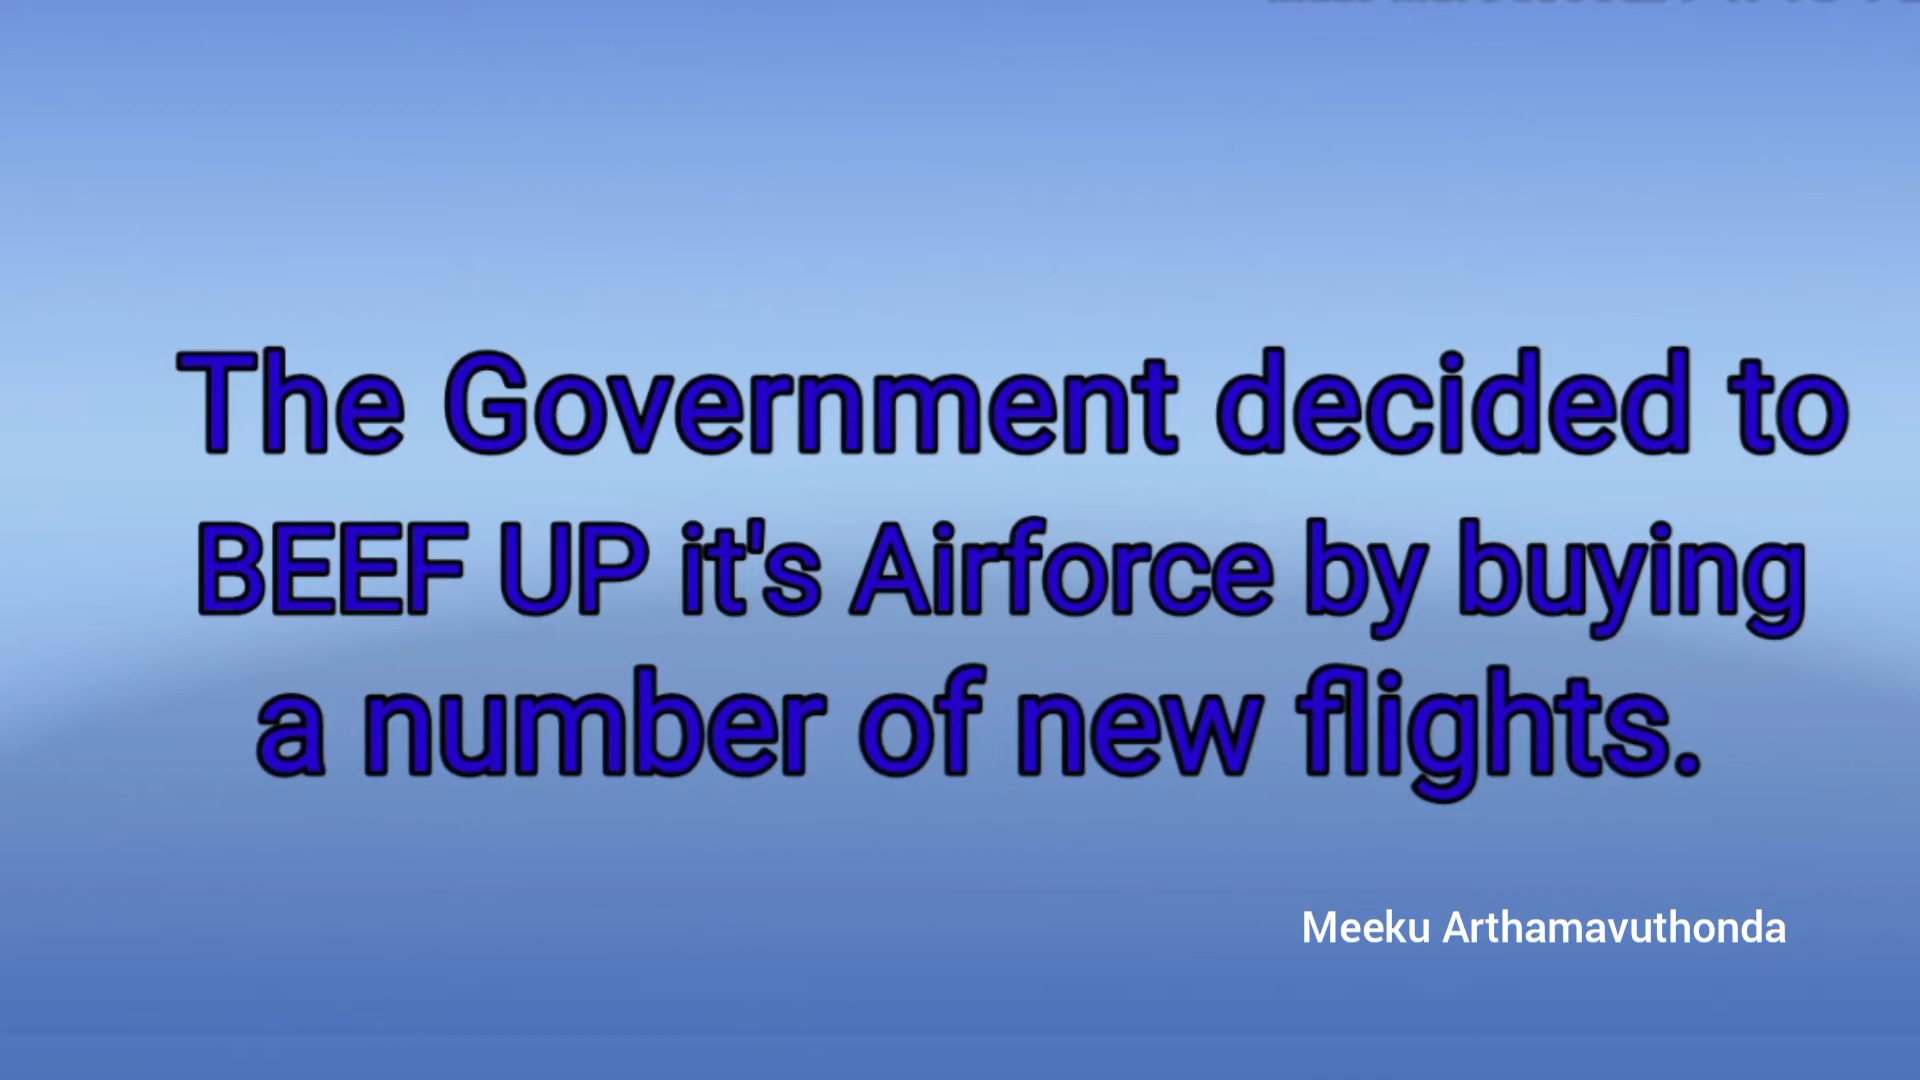 The Government decided to
BEEF UP it's Airforce by buying
a number of new flights.
Meeku Arthamavuthonda